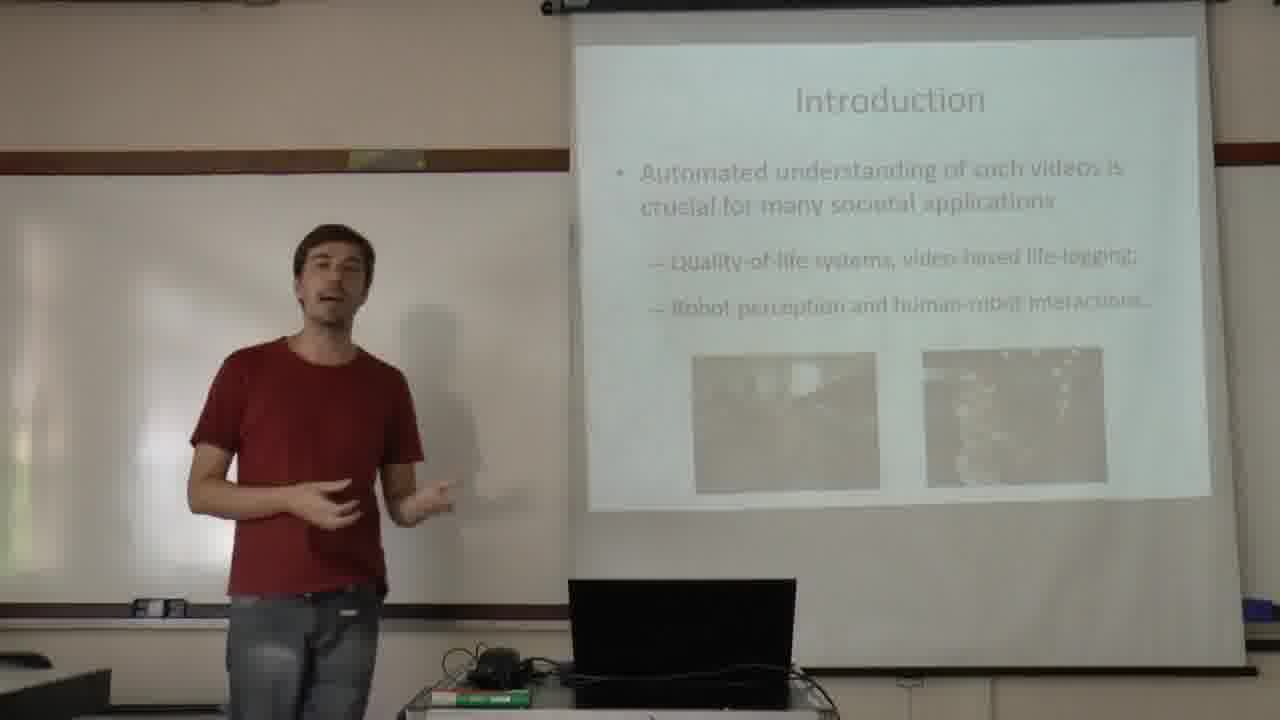 Introduction
• Automated understanding of such videos is
crucial for many societal applications
– Quality-of-life systems, video-based life-logging;
– Robot perception and human-robot interactions.